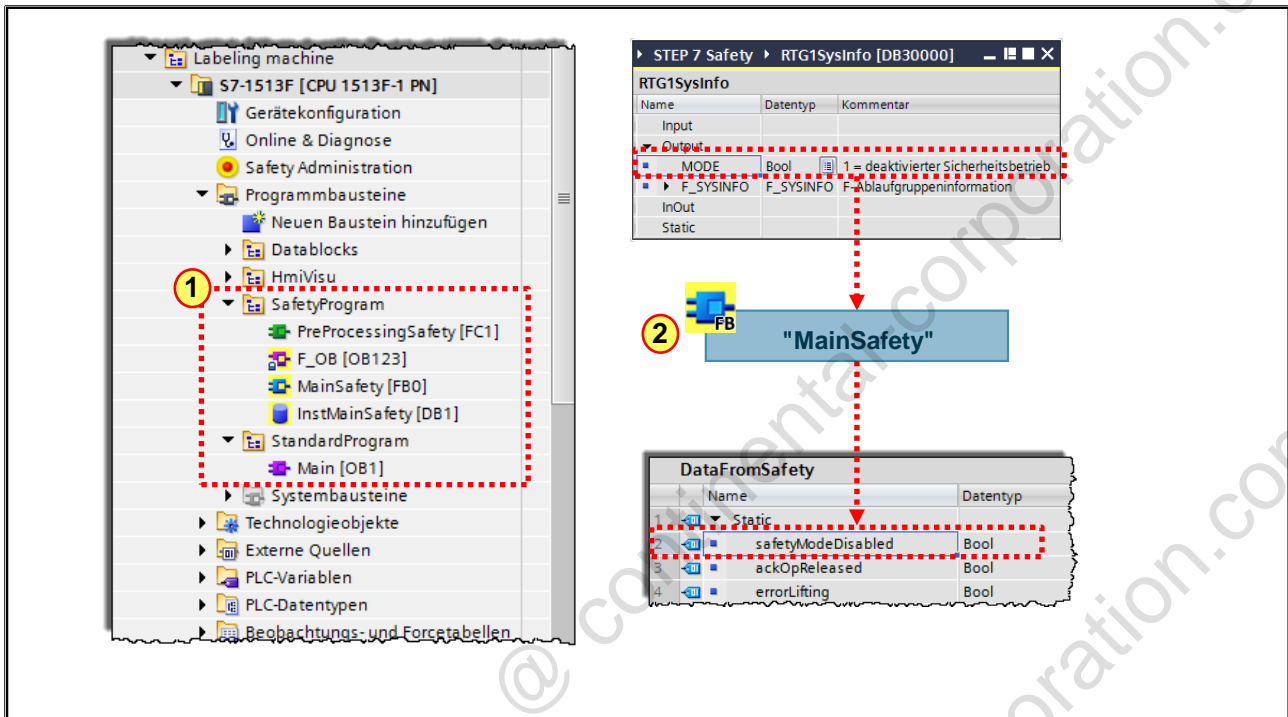 Labeling machine
S7-1513F [CPU 1513F-1 PN]
Gerätekonfiguration
Online & Diagnose
Safety Administration
Programmbausteine
Neuen Baustein hinzufügen
Datablocks
HmiVisu
1
SafetyProgram
PreProcessingSafety [FC1]
F_OB [OB123]
MainSafety [FB0]
InstMainSafety [DB1]
StandardProgram
Main [OB1]
Systembausteine
Technologieobjekte
Externe Quellen
PLC-Variablen
PLC-Datentypen
Beobachtungs- und Forcetabellen
STEP 7 Safety RTG1SysInfo [DB30000]
RTG1SysInfo
Name Datentyp Kommentar
Input
Output
MODE Bool 1 = deaktivierter Sicherheitsbetrieb
F_SYSINFO F_SYSINFO F-Ablaufgruppeninformation
InOut
Static
2
FB
"MainSafety"
DataFromSafety
Name Datentyp
1 Static
2 safetyModeDisabled Bool
3 ackOpReleased Bool
4 errorLifting Bool
@ continental-corporation.co
oration.co